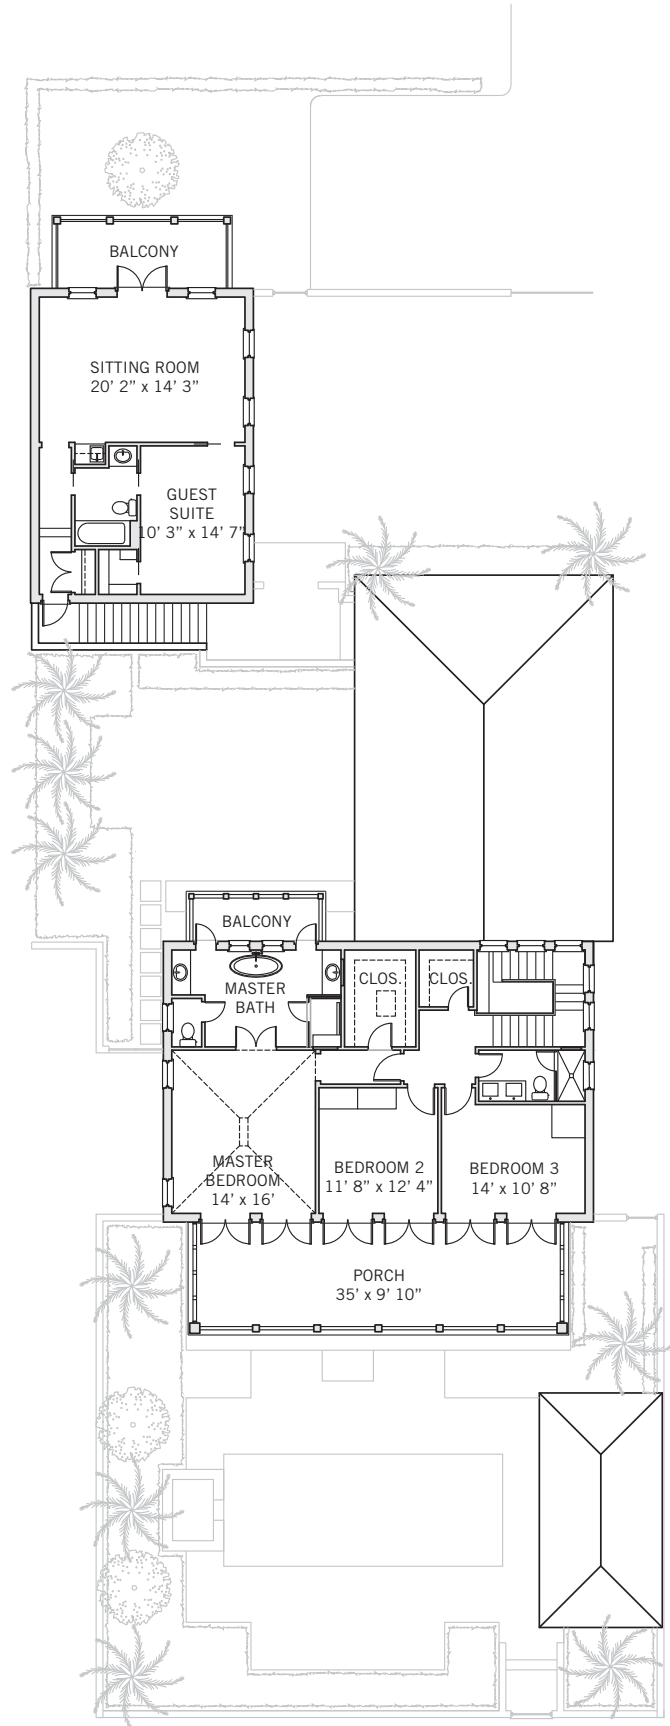 BALCONY
SITTING ROOM
20’ 2” x 14’ 3”
GUEST
SUITE
10’ 3” x 14’ 7”
BALCONY
MASTER
BATH
CLOS.
CLOS.
MASTER
BEDROOM
14’ x 16’
BEDROOM 2
11’ 8” x 12’ 4”
BEDROOM 3
14’ x 10’ 8”
PORCH
35’ x 9’ 10”